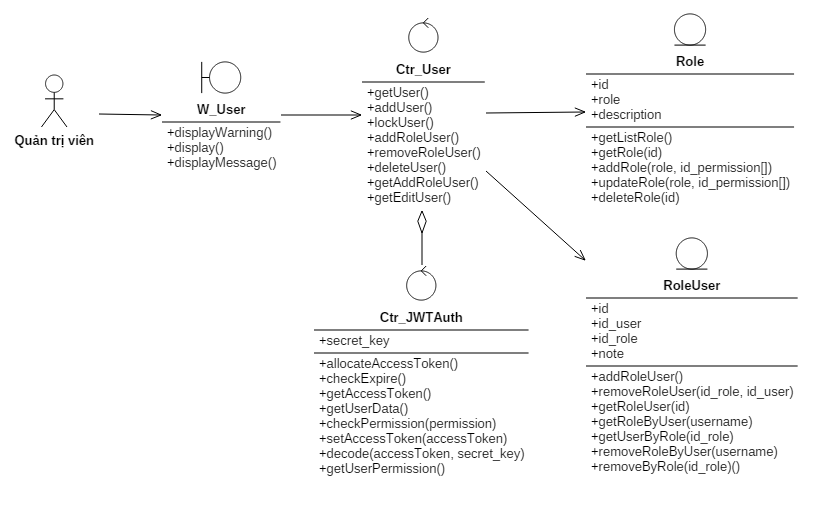 Quản trị viên
W_User
+displayWarning()
+display()
+displayMessage()
Ctr_User
+getUser()
+addUser()
+lockUser()
+addRoleUser()
+removeRoleUser()
+deleteUser()
+getAddRoleUser()
+getEditUser()
Ctr_JWTAuth
+secret_key
+allocateAccessToken()
+checkExpire()
+getAccessToken()
+getUserData()
+checkPermission(permission)
+setAccessToken(accessToken)
+decode(accessToken, secret_key)
+getUserPermission()
Role
+id
+role
+description
+getListRole()
+getRole(id)
+addRole(role, id_permission[])
+updateRole(role, id_permission[])
+deleteRole(id)
RoleUser
+id
+id_user
+id_role
+note
+addRoleUser()
+removeRoleUser(id_role, id_user)
+getRoleUser(id)
+getRoleByUser(username)
+getUserByRole(id_role)
+removeRoleByUser(username)
+removeByRole(id_role)()